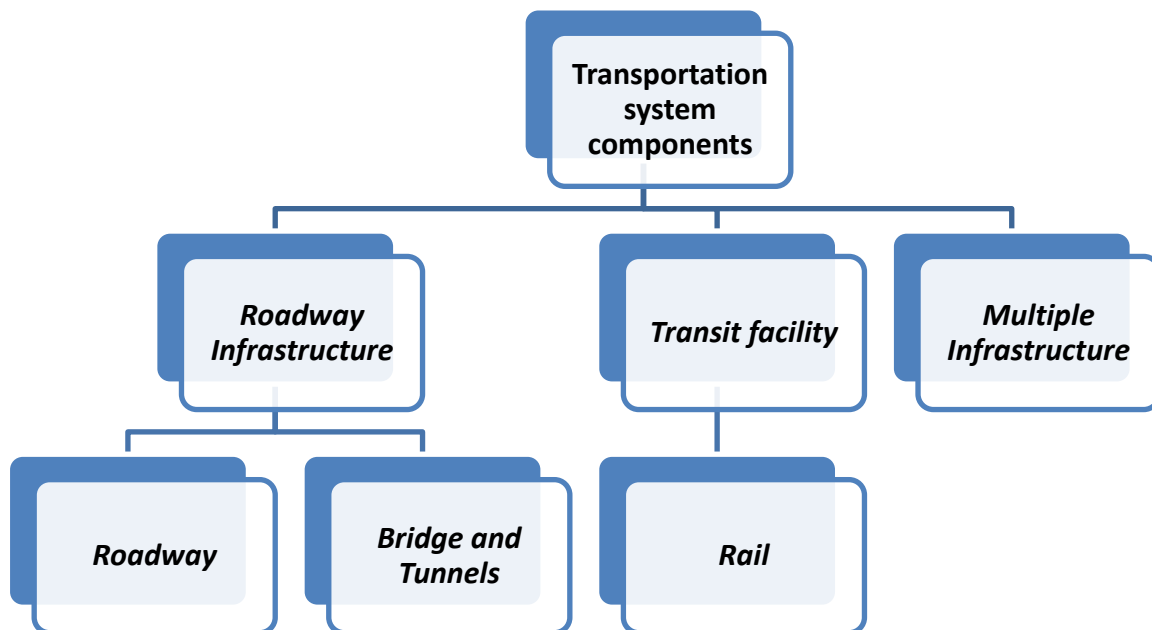 Transportation
system
components
Roadway
Infrastructure
Transit facility
Multiple
Infrastructure
Roadway
Bridge and
Tunnels
Rail